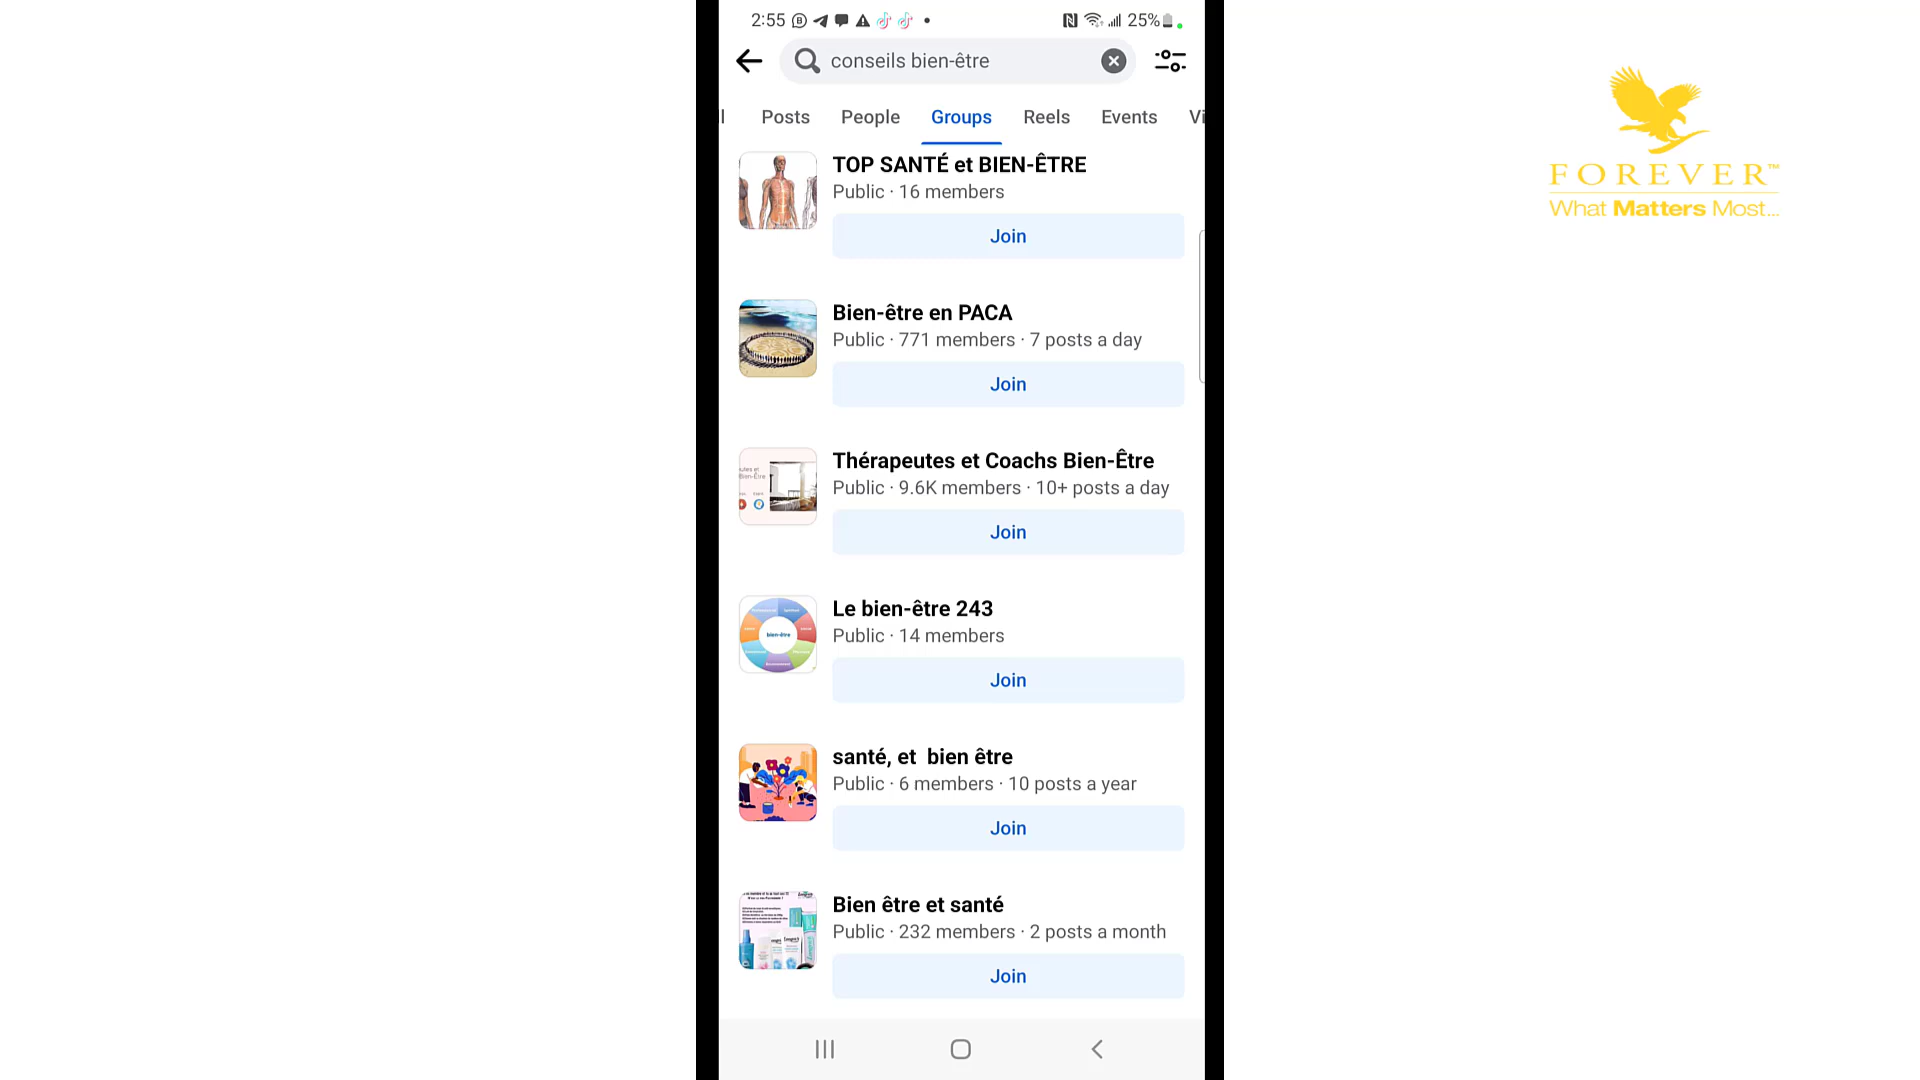 2:55
25%
conseils bien-être
Posts People Groups Reels Events Vi
TOP SANTÉ et BIEN-ÊTRE
Public · 16 members
Join
Bien-être en PACA
Public · 771 members · 7 posts a day
Join
Thérapeutes et Coachs Bien-Être
Public · 9.6K members · 10+ posts a day
Join
Le bien-être 243
Public · 14 members
Join
bien-être
santé, et  bien être
Public · 6 members · 10 posts a year
Join
Bien être et santé
Public · 232 members · 2 posts a month
Join
FOREVER™
What Matters Most...